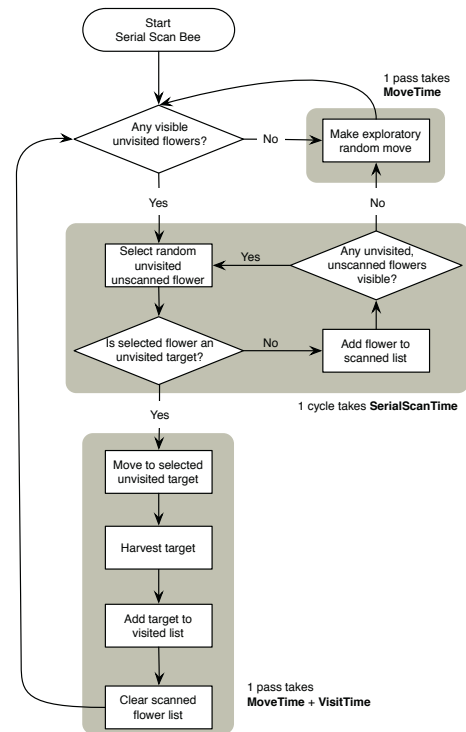 Start
Serial Scan Bee
1 pass takes
MoveTime
Any visible
unvisited flowers?
No
Make exploratory
random move
Yes
No
Select random
unvisited
unscanned flower
Yes
Any unvisited,
unscanned flowers
visible?
Is selected flower an
unvisited target?
No
Add flower to
scanned list
1 cycle takes SerialScanTime
Yes
Move to selected
unvisited target
Harvest target
Add target to
visited list
Clear scanned
flower list
1 pass takes
MoveTime + VisitTime